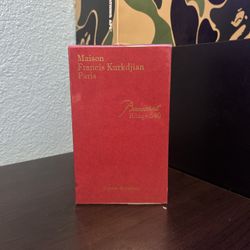 Maison
Francis Kurkdjian
Paris
Baccarat
Rouge 540